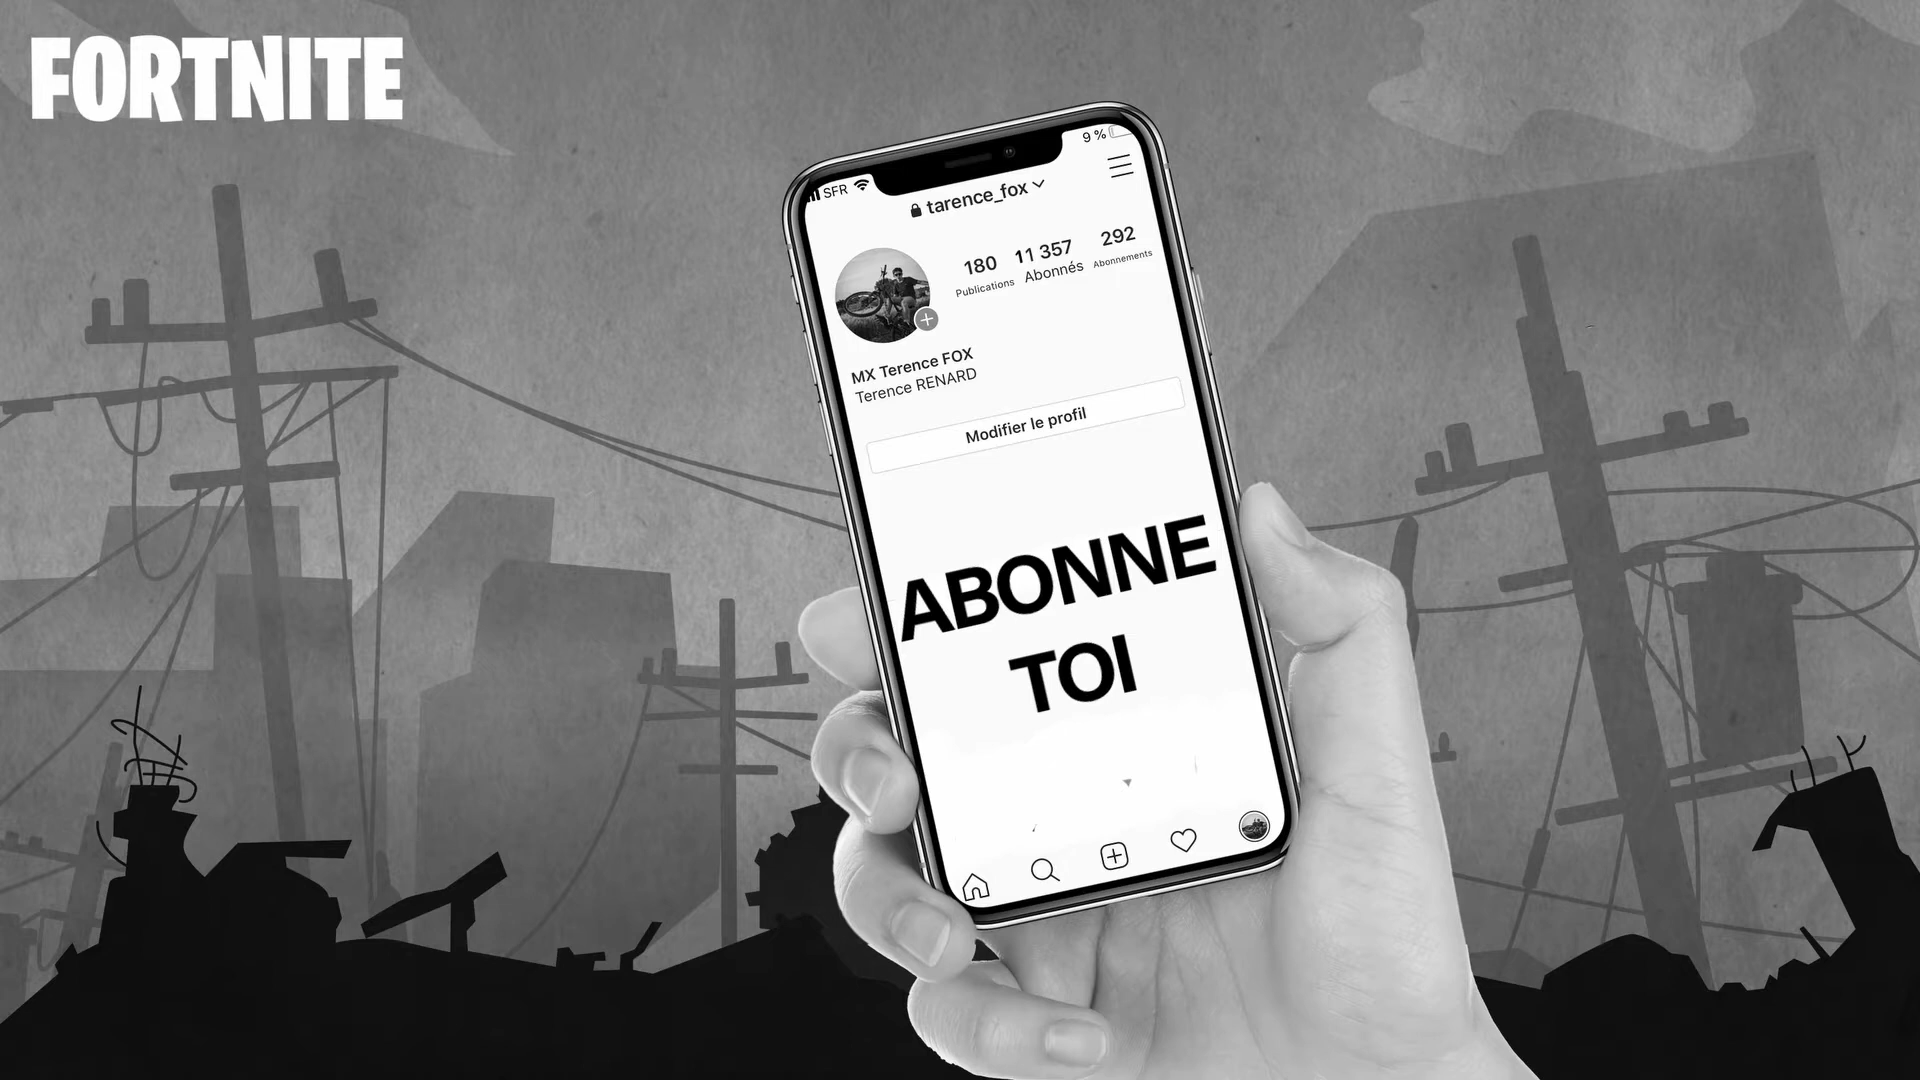 FORTNITE
SFR
9 %
tarence_fox
180 11 357 292
Publications Abonnés Abonnements
MX Terence FOX
Terence RENARD
Modifier le profil
ABONNE
TOI